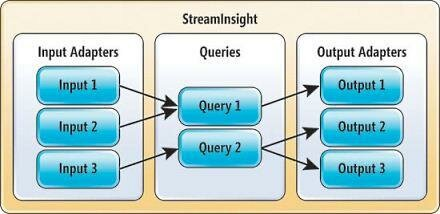 StreamInsight
Input Adapters
Input 1
Input 2
Input 3
Queries
Query 1
Query 2
Output Adapters
Output 1
Output 2
Output 3